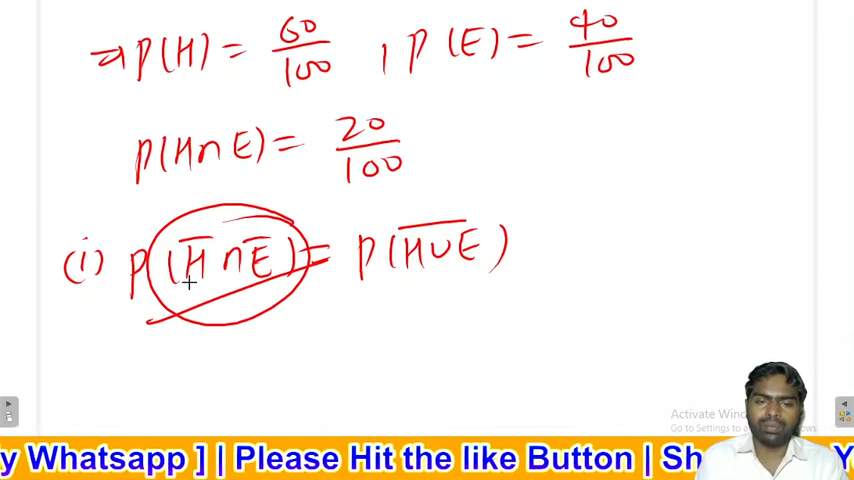 ⇒ P(H) = 60/100 , P(E) = 40/100
P(H∩E) = 20/100
(i) P(H̅∩E̅) = P(H̅∪̅E̅)
Activate Wind
Go to Settings to a
y Whatsapp ] | Please Hit the like Button | Sh Y